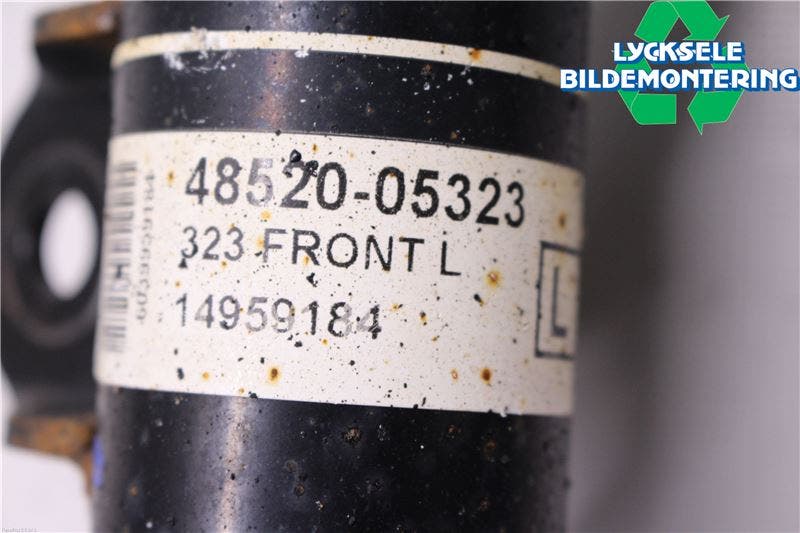 LYCKSELE
BILDEMONTERING
48520-05323
323 FRONT L
14959184
L